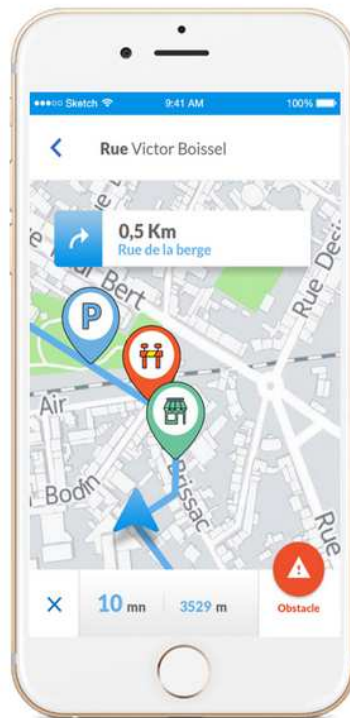 Sketch 9:41 AM 100%
Rue Victor Boissel
0,5 Km
Rue de la berge
Bert
Rue
P
Air
Bodin
Brissac
Rue
10 mn 3529 m
Obstacle